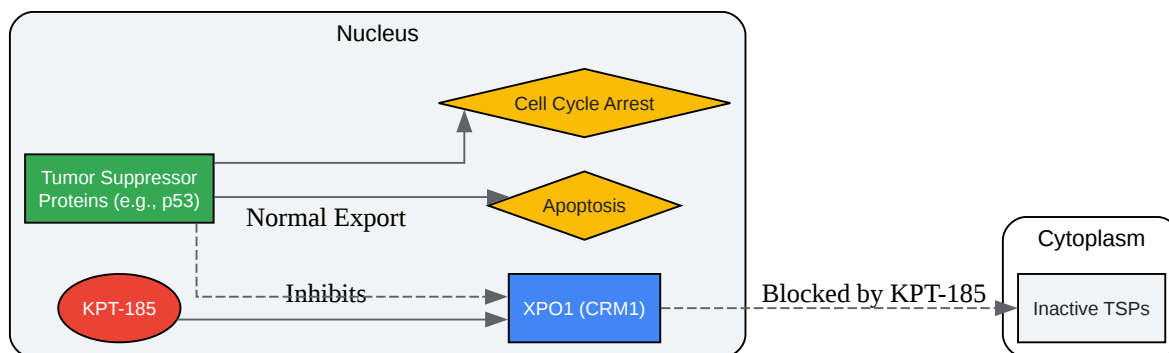 Nucleus
Cell Cycle Arrest
Tumor Suppressor
Proteins (e.g., p53)
Apoptosis
Normal Export
Cytoplasm
KPT-185
Inhibits
XPO1 (CRM1)
Blocked by KPT-185
Inactive TSPs